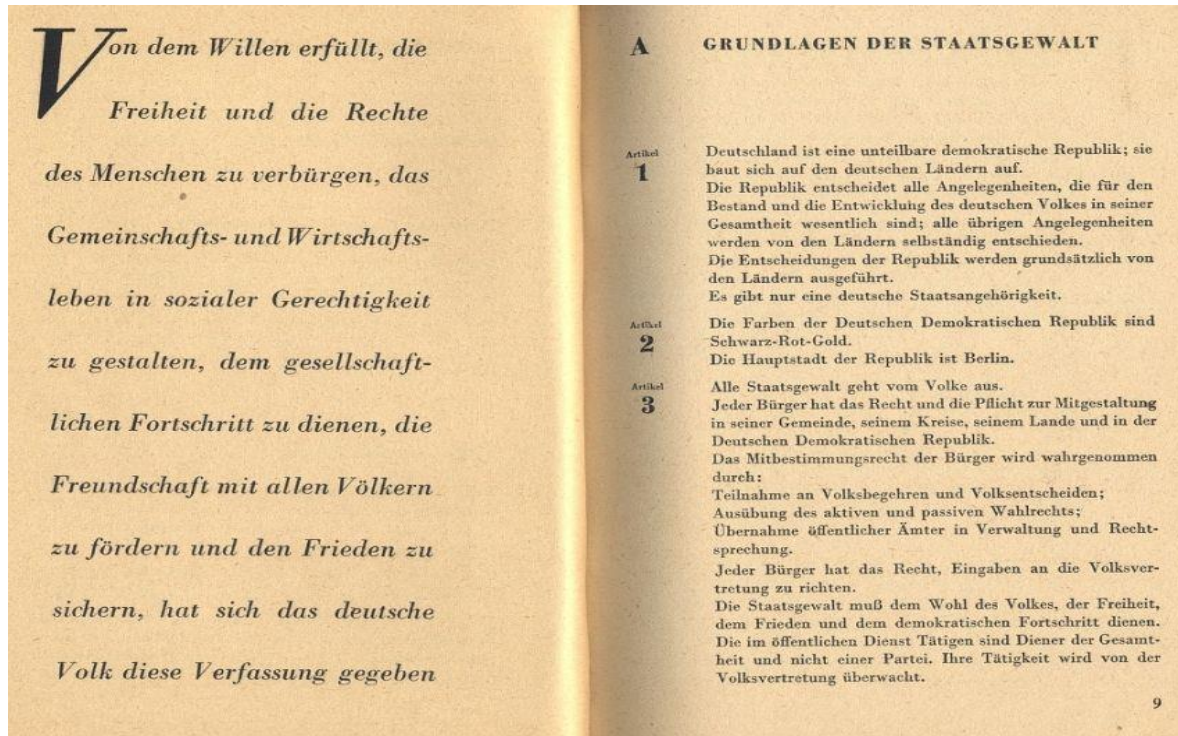 Von dem Willen erfüllt, die
Freiheit und die Rechte
des Menschen zu verbürgen, das
Gemeinschafts- und Wirtschafts-
leben in sozialer Gerechtigkeit
zu gestalten, dem gesellschaft-
lichen Fortschritt zu dienen, die
Freundschaft mit allen Völkern
zu fördern und den Frieden zu
sichern, hat sich das deutsche
Volk diese Verfassung gegeben
A GRUNDLAGEN DER STAATSGEWALT
Artikel
1
Deutschland ist eine unteilbare demokratische Republik; sie
baut sich auf den deutschen Ländern auf.
Die Republik entscheidet alle Angelegenheiten, die für den
Bestand und die Entwicklung des deutschen Volkes in seiner
Gesamtheit wesentlich sind; alle übrigen Angelegenheiten
werden von den Ländern selbständig entschieden.
Die Entscheidungen der Republik werden grundsätzlich von
den Ländern ausgeführt.
Es gibt nur eine deutsche Staatsangehörigkeit.
Artikel
2
Die Farben der Deutschen Demokratischen Republik sind
Schwarz-Rot-Gold.
Die Hauptstadt der Republik ist Berlin.
Artikel
3
Alle Staatsgewalt geht vom Volke aus.
Jeder Bürger hat das Recht und die Pflicht zur Mitgestaltung
in seiner Gemeinde, seinem Kreise, seinem Lande und in der
Deutschen Demokratischen Republik.
Das Mitbestimmungsrecht der Bürger wird wahrgenommen
durch:
Teilnahme an Volksbegehren und Volksentscheiden;
Ausübung des aktiven und passiven Wahlrechts;
Übernahme öffentlicher Ämter in Verwaltung und Recht-
sprechung.
Jeder Bürger hat das Recht, Eingaben an die Volksver-
tretung zu richten.
Die Staatsgewalt muß dem Wohl des Volkes, der Freiheit,
dem Frieden und dem demokratischen Fortschritt dienen.
Die im öffentlichen Dienst Tätigen sind Diener der Gesamt-
heit und nicht einer Partei. Ihre Tätigkeit wird von der
Volksvertretung überwacht.
9